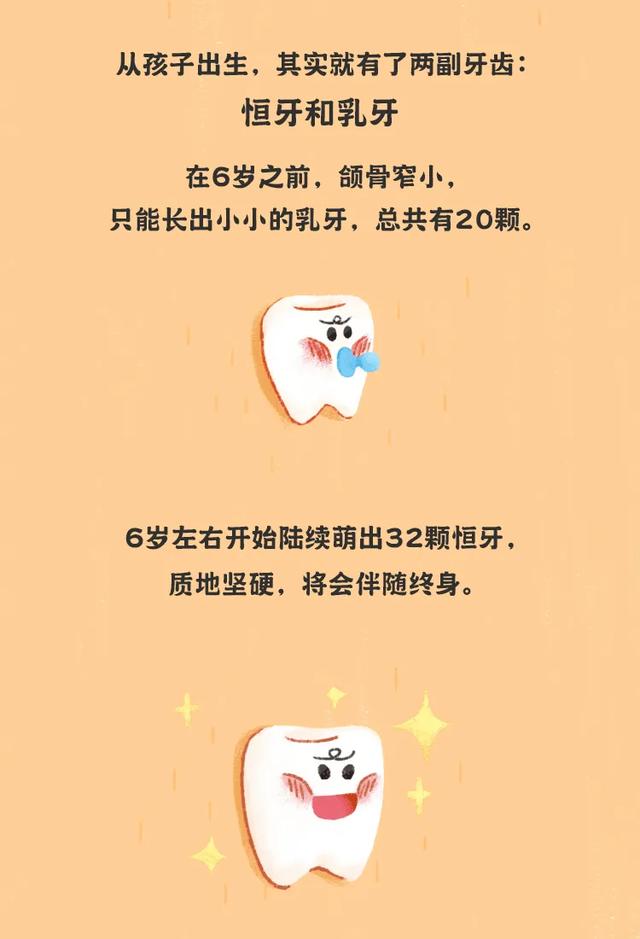 从孩子出生，其实就有了两副牙齿：
恒牙和乳牙
在6岁之前，颌骨窄小，
只能长出小小的乳牙，总共有20颗。
6岁左右开始陆续萌出32颗恒牙，
质地坚硬，将会伴随终身。